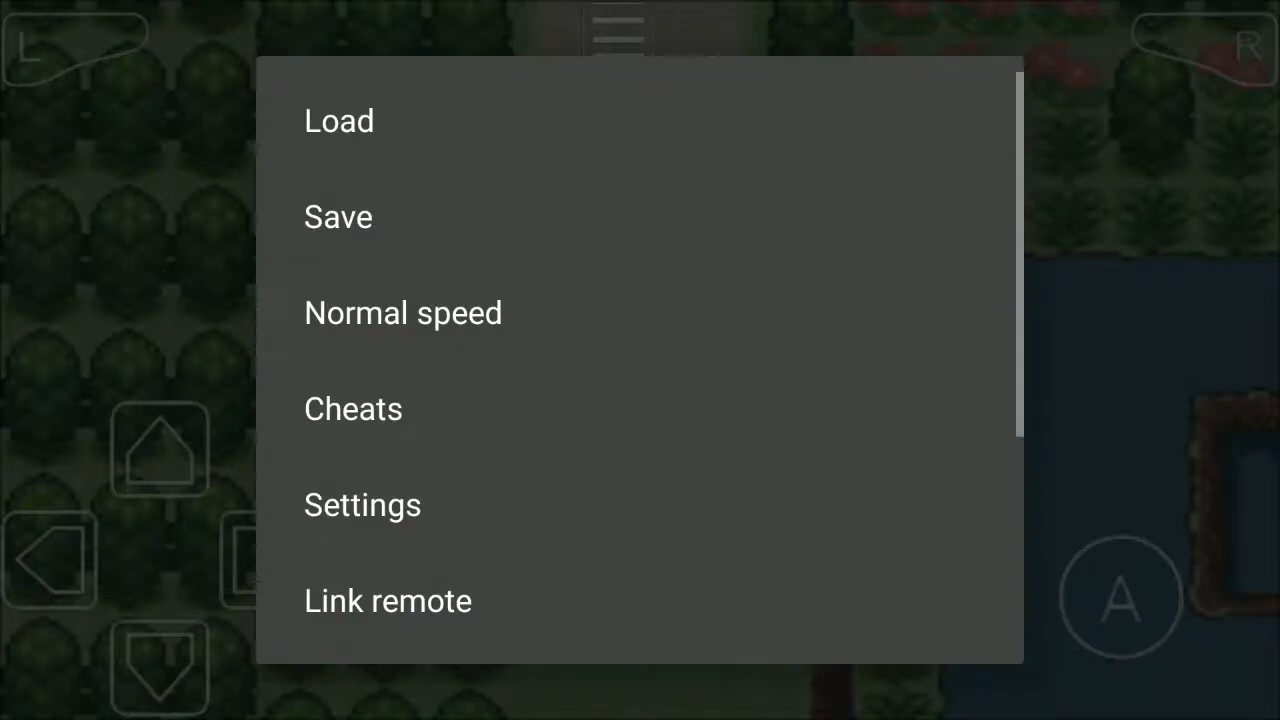 L
R
Load
Save
Normal speed
Cheats
Settings
Link remote
A